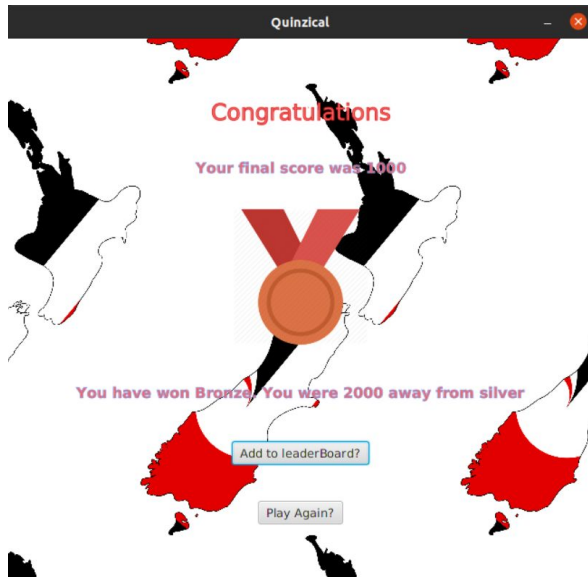 Quinzical
Congratulations
Your final score was 1000
You have won Bronze. You were 2000 away from silver
Add to leaderBoard?
Play Again?